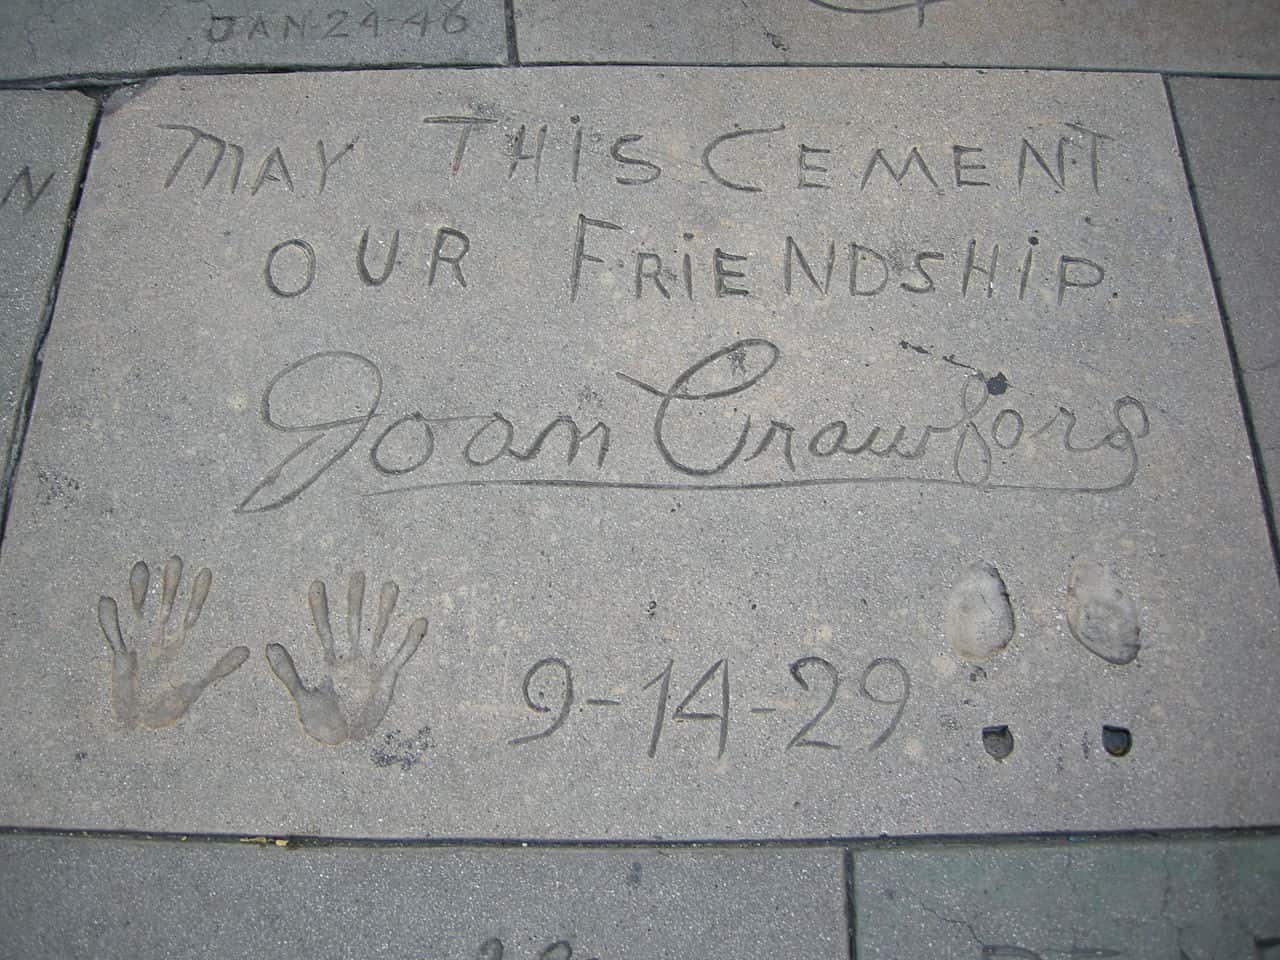 JAN-24-46
MAY THIS CEMENT
OUR FRIENDSHIP.
Joan Crawford
9-14-29